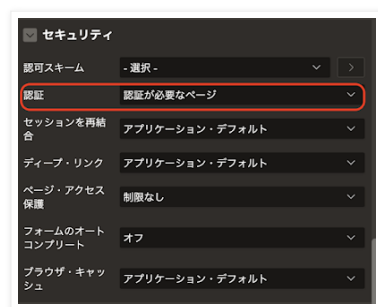 セキュリティ
認可スキーム - 選択 -
認証 認証が必要なページ
セッションを再結
合 アプリケーション・デフォルト
ディープ・リンク アプリケーション・デフォルト
ページ・アクセス
保護 制限なし
フォームのオート
コンプリート オフ
ブラウザ・キャッ
シュ アプリケーション・デフォルト